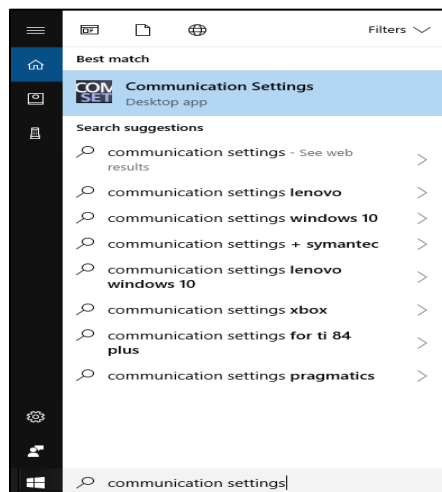 Filters
Best match
COM
SET
Communication Settings
Desktop app
Search suggestions
communication settings - See web
results
communication settings lenovo
communication settings windows 10
communication settings + symantec
communication settings lenovo
windows 10
communication settings xbox
communication settings for ti 84
plus
communication settings pragmatics
communication settings